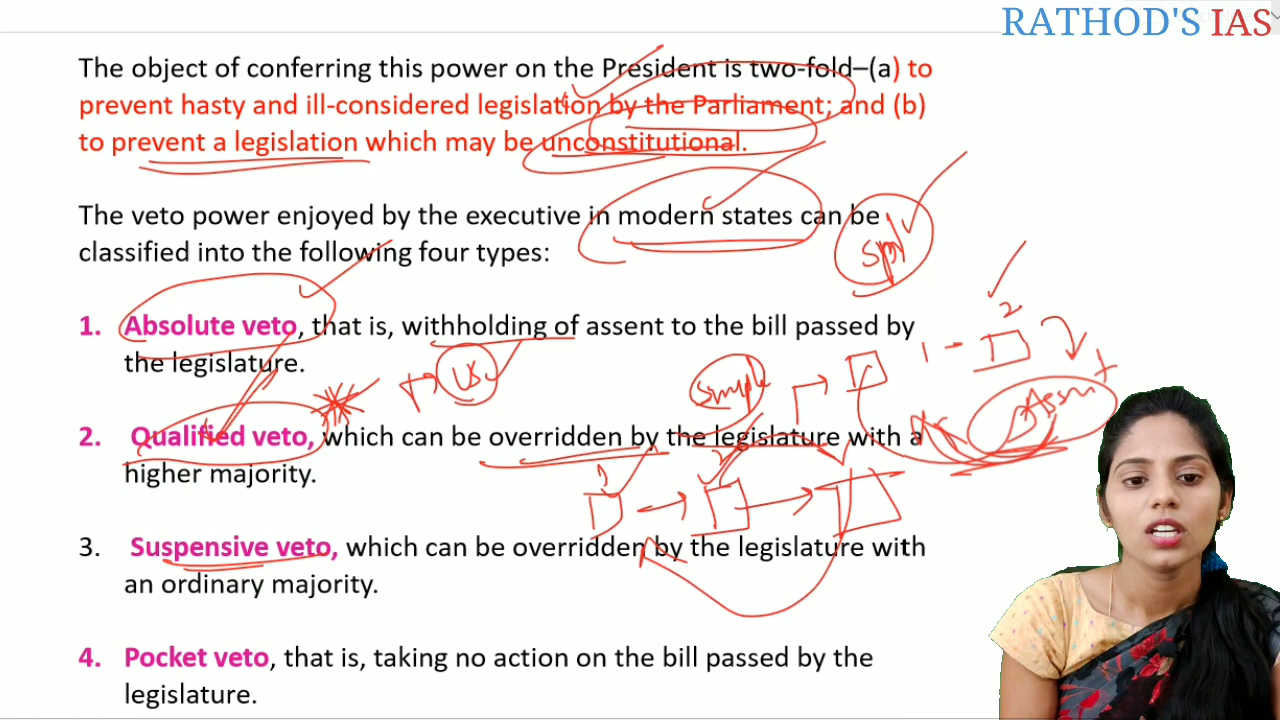 RATHOD'S IAS
The object of conferring this power on the President is two-fold–(a) to
prevent hasty and ill-considered legislation by the Parliament; and (b)
to prevent a legislation which may be unconstitutional.
The veto power enjoyed by the executive in modern states can be
classified into the following four types:
spl
1. Absolute veto, that is, withholding of assent to the bill passed by
the legislature.
2
1
US
simple
Assent
2. Qualified veto, which can be overridden by the legislature with a
higher majority.
3. Suspensive veto, which can be overridden by the legislature with
an ordinary majority.
4. Pocket veto, that is, taking no action on the bill passed by the
legislature.